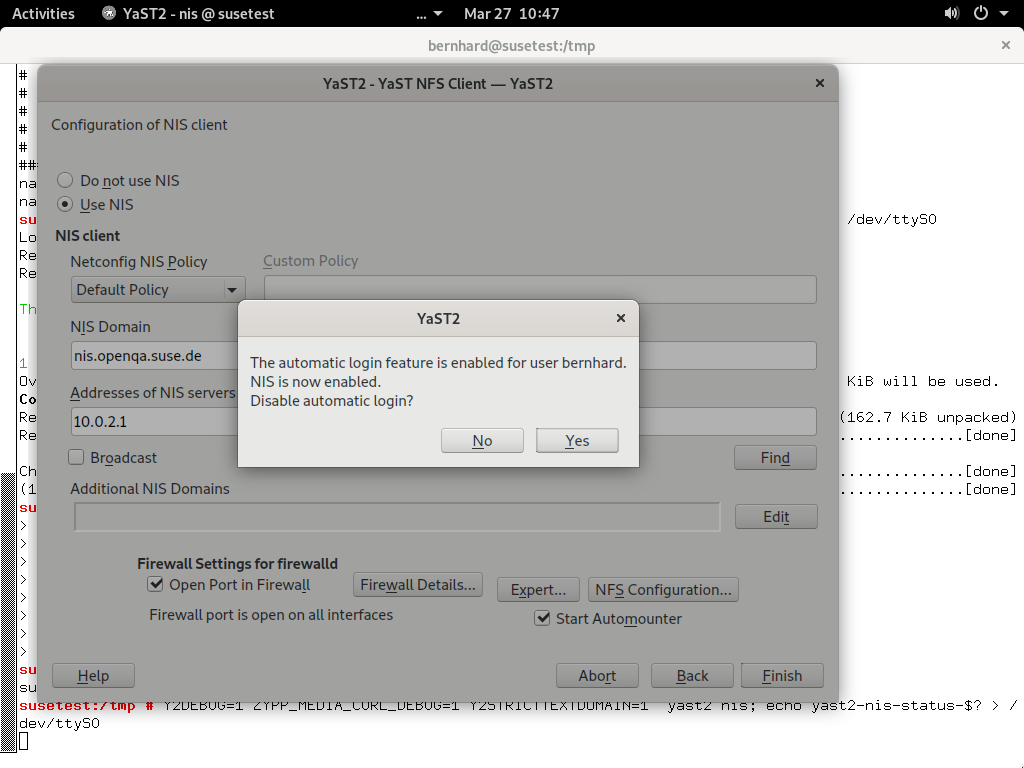 Activities YaST2 - nis @ susetest ... Mar 27 10:47
bernhard@susetest:/tmp
#
YaST2 - YaST NFS Client — YaST2
#
#
Configuration of NIS client
#
#
##
Do not use NIS
na
na
Use NIS
sus /dev/ttyS0
Lo
NIS client
Re
Netconfig NIS Policy Custom Policy
Re
Default Policy
Th
YaST2
NIS Domain
nis.openqa.suse.de
1
The automatic login feature is enabled for user bernhard.
NIS is now enabled.
Disable automatic login?
Ov KiB will be used.
Addresses of NIS servers
Co
Re (162.7 KiB unpacked)
10.0.2.1
Re ..............[done]
No Yes
Broadcast Find
Ch ..............[done]
Additional NIS Domains
(1 ..............[done]
sus
Edit
>
>
>
Firewall Settings for firewalld
>
Open Port in Firewall Firewall Details... Expert... NFS Configuration...
>
Firewall port is open on all interfaces Start Automounter
>
>
>
sus
Help Abort Back Finish
sus
susetest:/tmp # Y2DEBUG=1 ZYPP_MEDIA_CURL_DEBUG=1 Y2STRICTTEXTDOMAIN=1 yast2 nis; echo yast2-nis-status-$? > /
dev/ttyS0